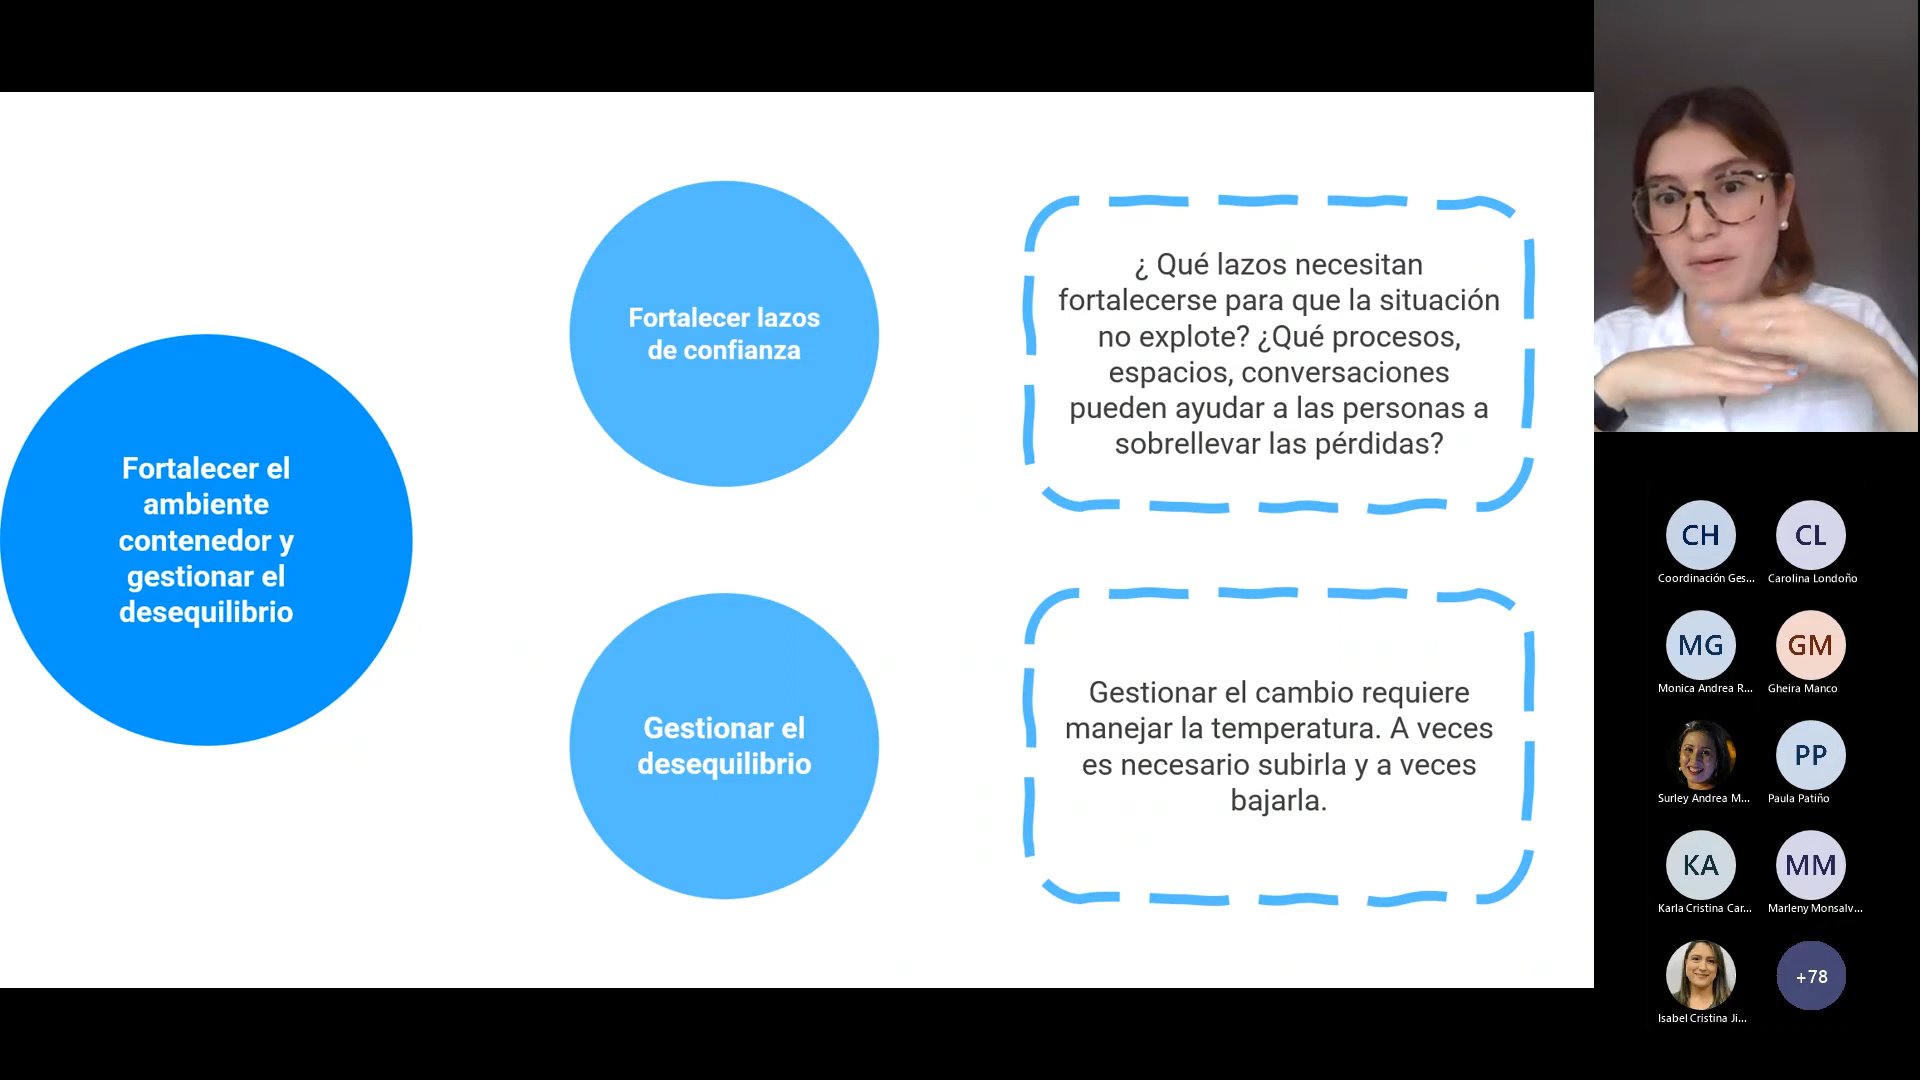 Fortalecer el
ambiente
contenedor y
gestionar el
desequilibrio
Fortalecer lazos
de confianza
¿ Qué lazos necesitan
fortalecerse para que la situación
no explote? ¿Qué procesos,
espacios, conversaciones
pueden ayudar a las personas a
sobrellevar las pérdidas?
Gestionar el
desequilibrio
Gestionar el cambio requiere
manejar la temperatura. A veces
es necesario subirla y a veces
bajarla.
CH
Coordinación Ges...
CL
Carolina Londoño
MG
Monica Andrea R...
GM
Gheira Manco
Surley Andrea M...
PP
Paula Patiño
KA
Karla Cristina Car...
MM
Marleny Monsalv...
Isabel Cristina Ji...
+78